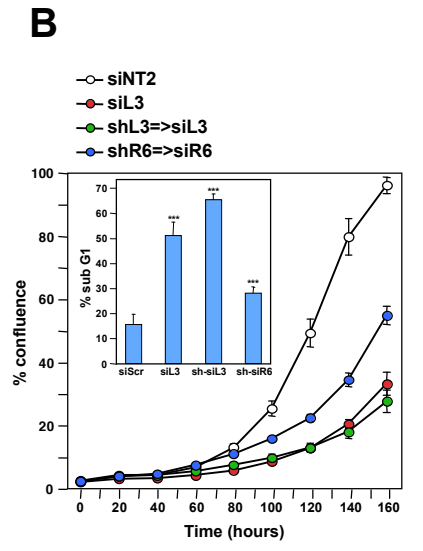 B
siNT2
siL3
shL3=>siL3
shR6=>siR6
100
80
60
40
20
0
% confluence
70
60
50
40
30
20
10
0
% sub G1
***
***
***
siScr siL3 sh-siL3 sh-siR6
0 20 40 60 80 100 120 140 160
Time (hours)